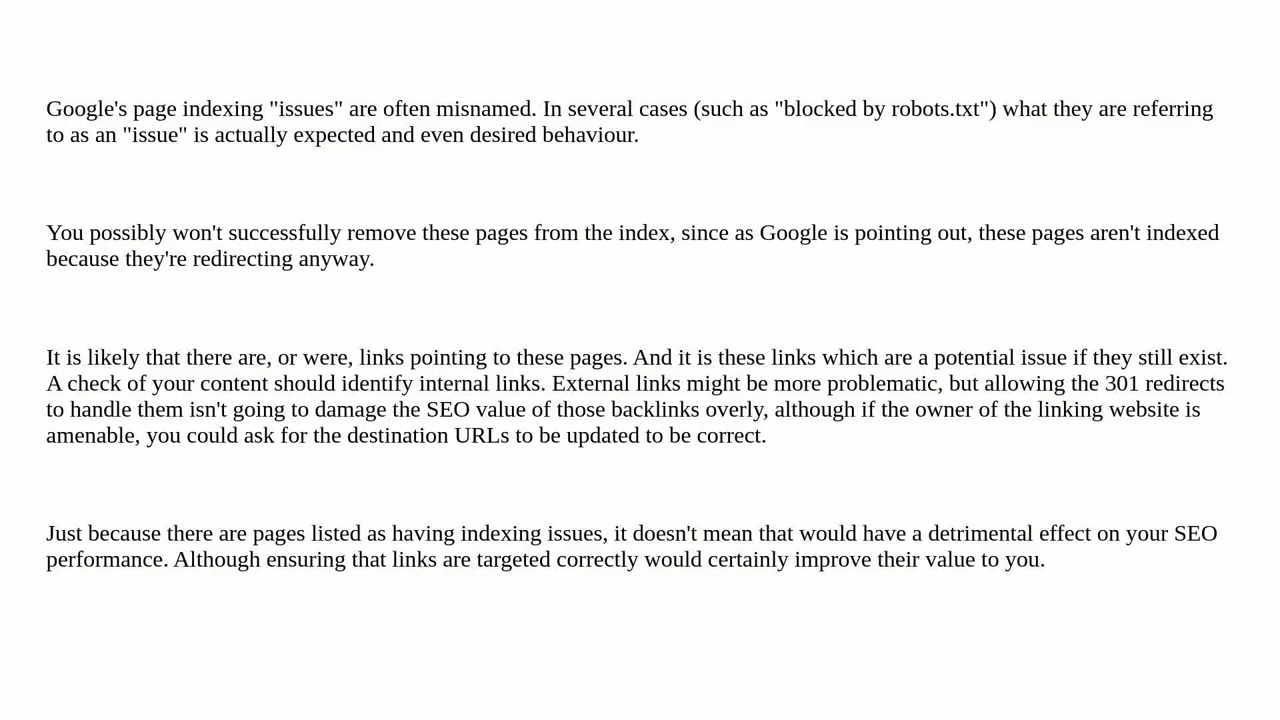 Google's page indexing "issues" are often misnamed. In several cases (such as "blocked by robots.txt") what they are referring
to as an "issue" is actually expected and even desired behaviour.
You possibly won't successfully remove these pages from the index, since as Google is pointing out, these pages aren't indexed
because they're redirecting anyway.
It is likely that there are, or were, links pointing to these pages. And it is these links which are a potential issue if they still exist.
A check of your content should identify internal links. External links might be more problematic, but allowing the 301 redirects
to handle them isn't going to damage the SEO value of those backlinks overly, although if the owner of the linking website is
amenable, you could ask for the destination URLs to be updated to be correct.
Just because there are pages listed as having indexing issues, it doesn't mean that would have a detrimental effect on your SEO
performance. Although ensuring that links are targeted correctly would certainly improve their value to you.